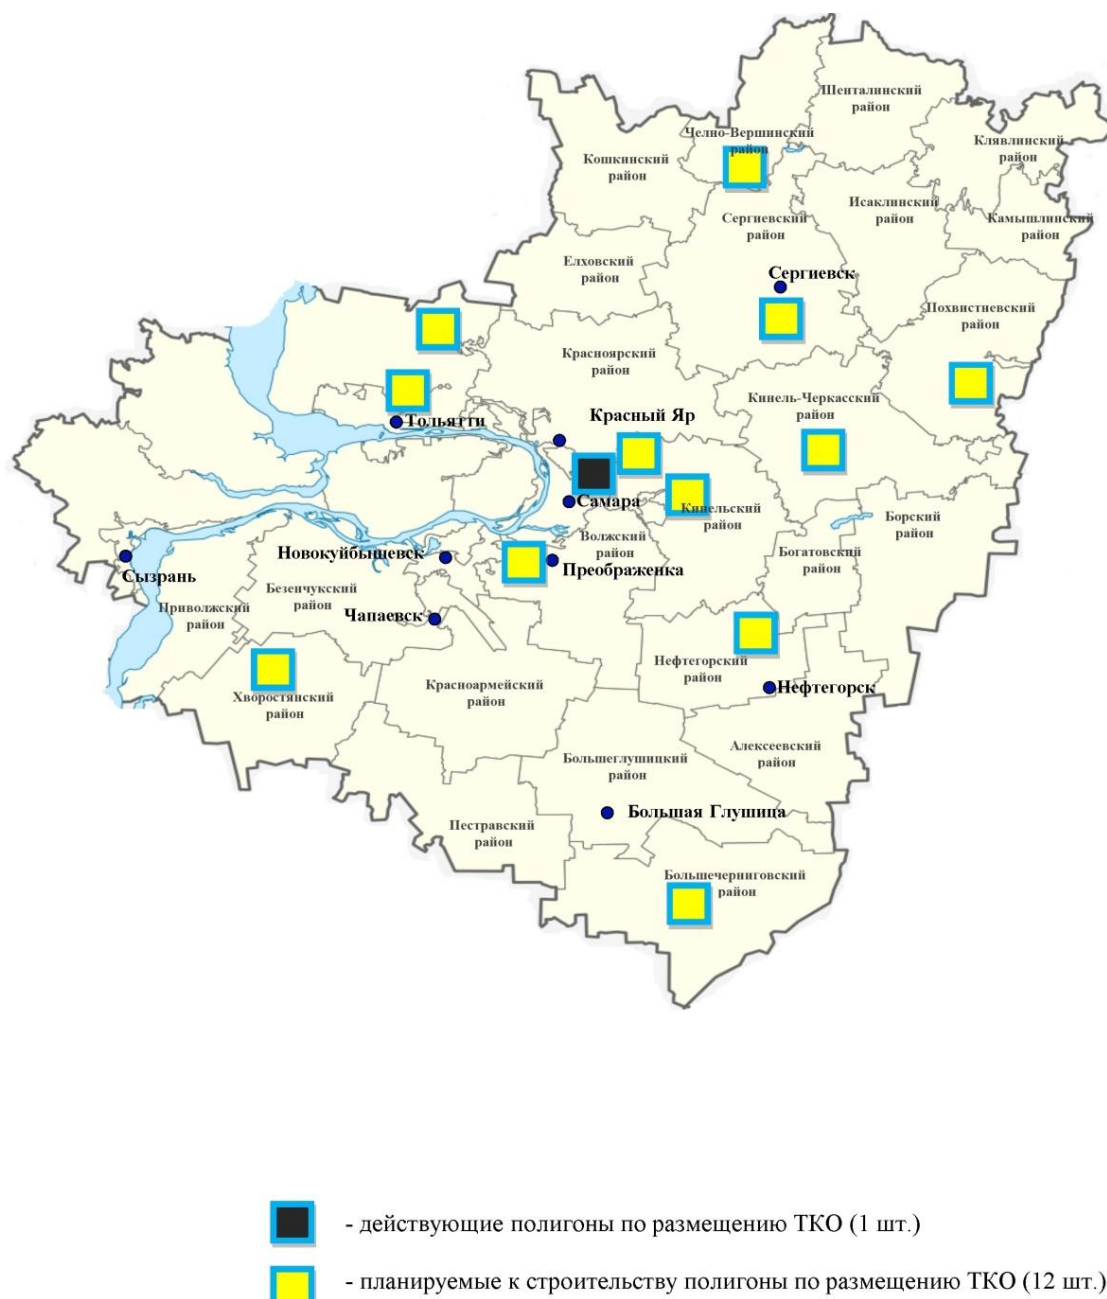 Шенталинский
район
Челно-Вершинский
район
Клявлинский
район
Кошкинский
район
Исаклинский
район
Сергиевский
район
Камышлинский
район
Елховский
район
Сергиевск
Похвистневский
район
Красноярский
район
Кинель-Черкасский
район
Красный Яр
Тольятти
Самара
Кинельский
район
Борский
район
Волжский
район
Богатовский
район
Новокуйбышевск
Преображенка
Сызрань
Безенчукский
район
Приволжский
район
Чапаевск
Нефтегорский
район
Красноармейский
район
Нефтегорск
Хворостянский
район
Алексеевский
район
Большеглушицкий
район
Большая Глушица
Пестравский
район
Большечерниговский
район
- действующие полигоны по размещению ТКО (1 шт.)
- планируемые к строительству полигоны по размещению ТКО (12 шт.)